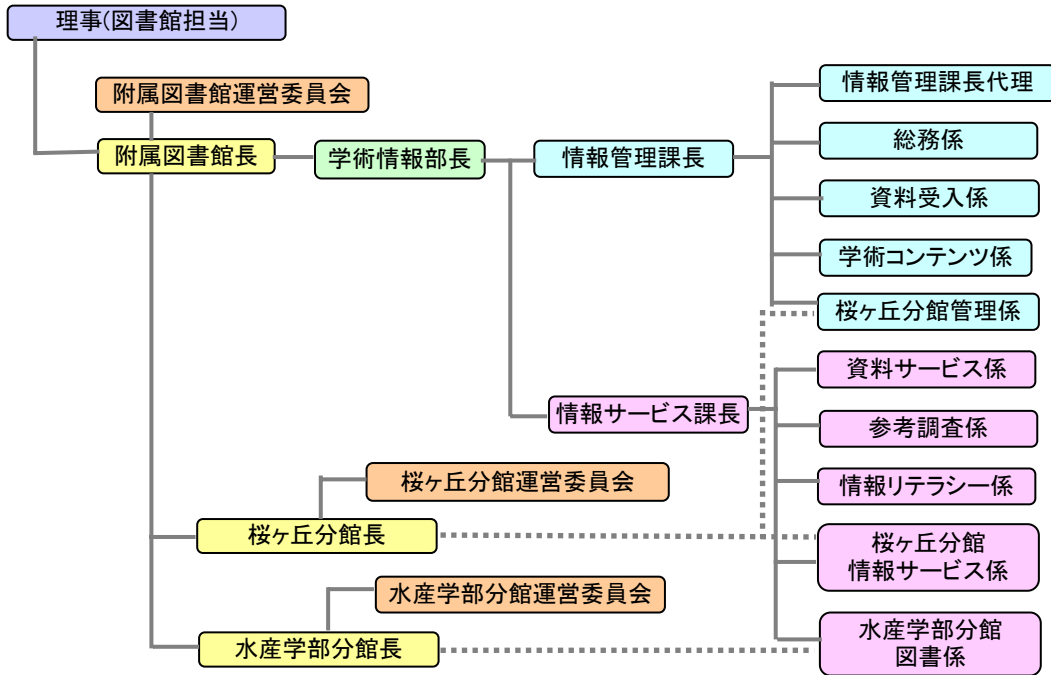 理事(図書館担当)
附属図書館運営委員会
附属図書館長
学術情報部長
情報管理課長
情報管理課長代理
総務係
資料受入係
学術コンテンツ係
桜ヶ丘分館管理係
情報サービス課長
資料サービス係
参考調査係
情報リテラシー係
桜ヶ丘分館
情報サービス係
水産学部分館
図書係
桜ヶ丘分館運営委員会
桜ヶ丘分館長
水産学部分館運営委員会
水産学部分館長